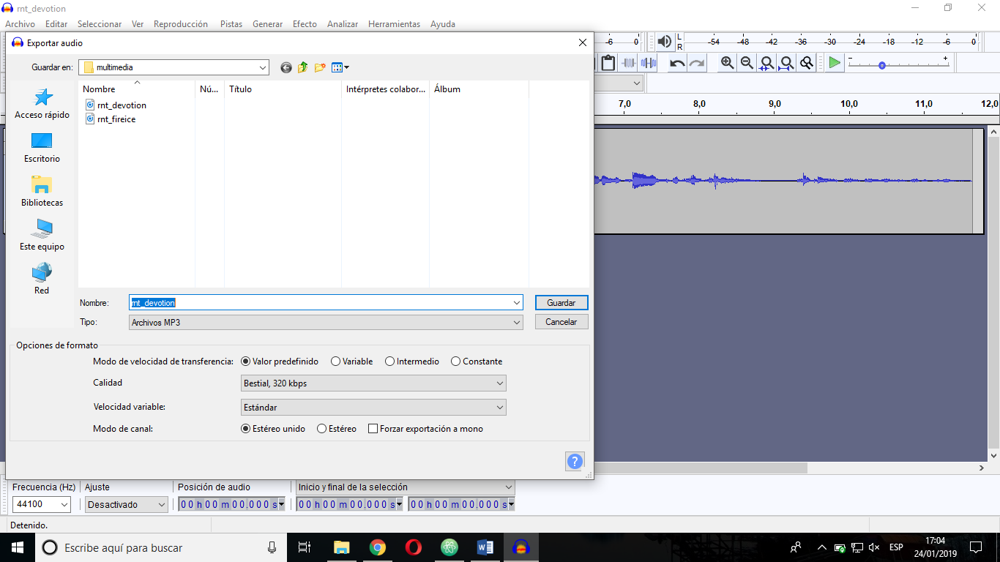 rnt_devotion
Archivo Editar Seleccionar Ver Reproducción Pistas Generar Efecto Analizar Herramientas Ayuda
Exportar audio
-6 0 L R -54 -48 -42 -36 -30 -24 -18 -12 -6 0
Guardar en: multimedia
Nombre Nú... Título Intérpretes colabor... Álbum
rnt_devotion
rnt_fireice
7,0 8,0 9,0 10,0 11,0 12,0
Acceso rápido
Escritorio
Bibliotecas
Este equipo
Red
Nombre: rnt_devotion Guardar
Tipo: Archivos MP3 Cancelar
Opciones de formato
Modo de velocidad de transferencia: Valor predefinido Variable Intermedio Constante
Calidad Bestial, 320 kbps
Velocidad variable: Estándar
Modo de canal: Estéreo unido Estéreo Forzar exportación a mono
?
Frecuencia (Hz) Ajuste Posición de audio Inicio y final de la selección
44100 Desactivado 00 h 00 m 00.000 s 00 h 00 m 00.000 s 00 h 00 m 00.000 s
Detenido.
Escribe aquí para buscar ESP 17:04
24/01/2019